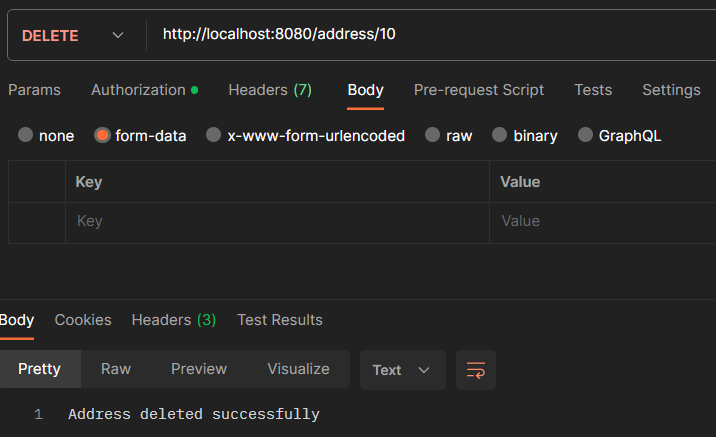 DELETE http://localhost:8080/address/10
Params Authorization Headers (7) Body Pre-request Script Tests Settings
none form-data x-www-form-urlencoded raw binary GraphQL
Key Value
Key Value
Body Cookies Headers (3) Test Results
Pretty Raw Preview Visualize Text
1 Address deleted successfully